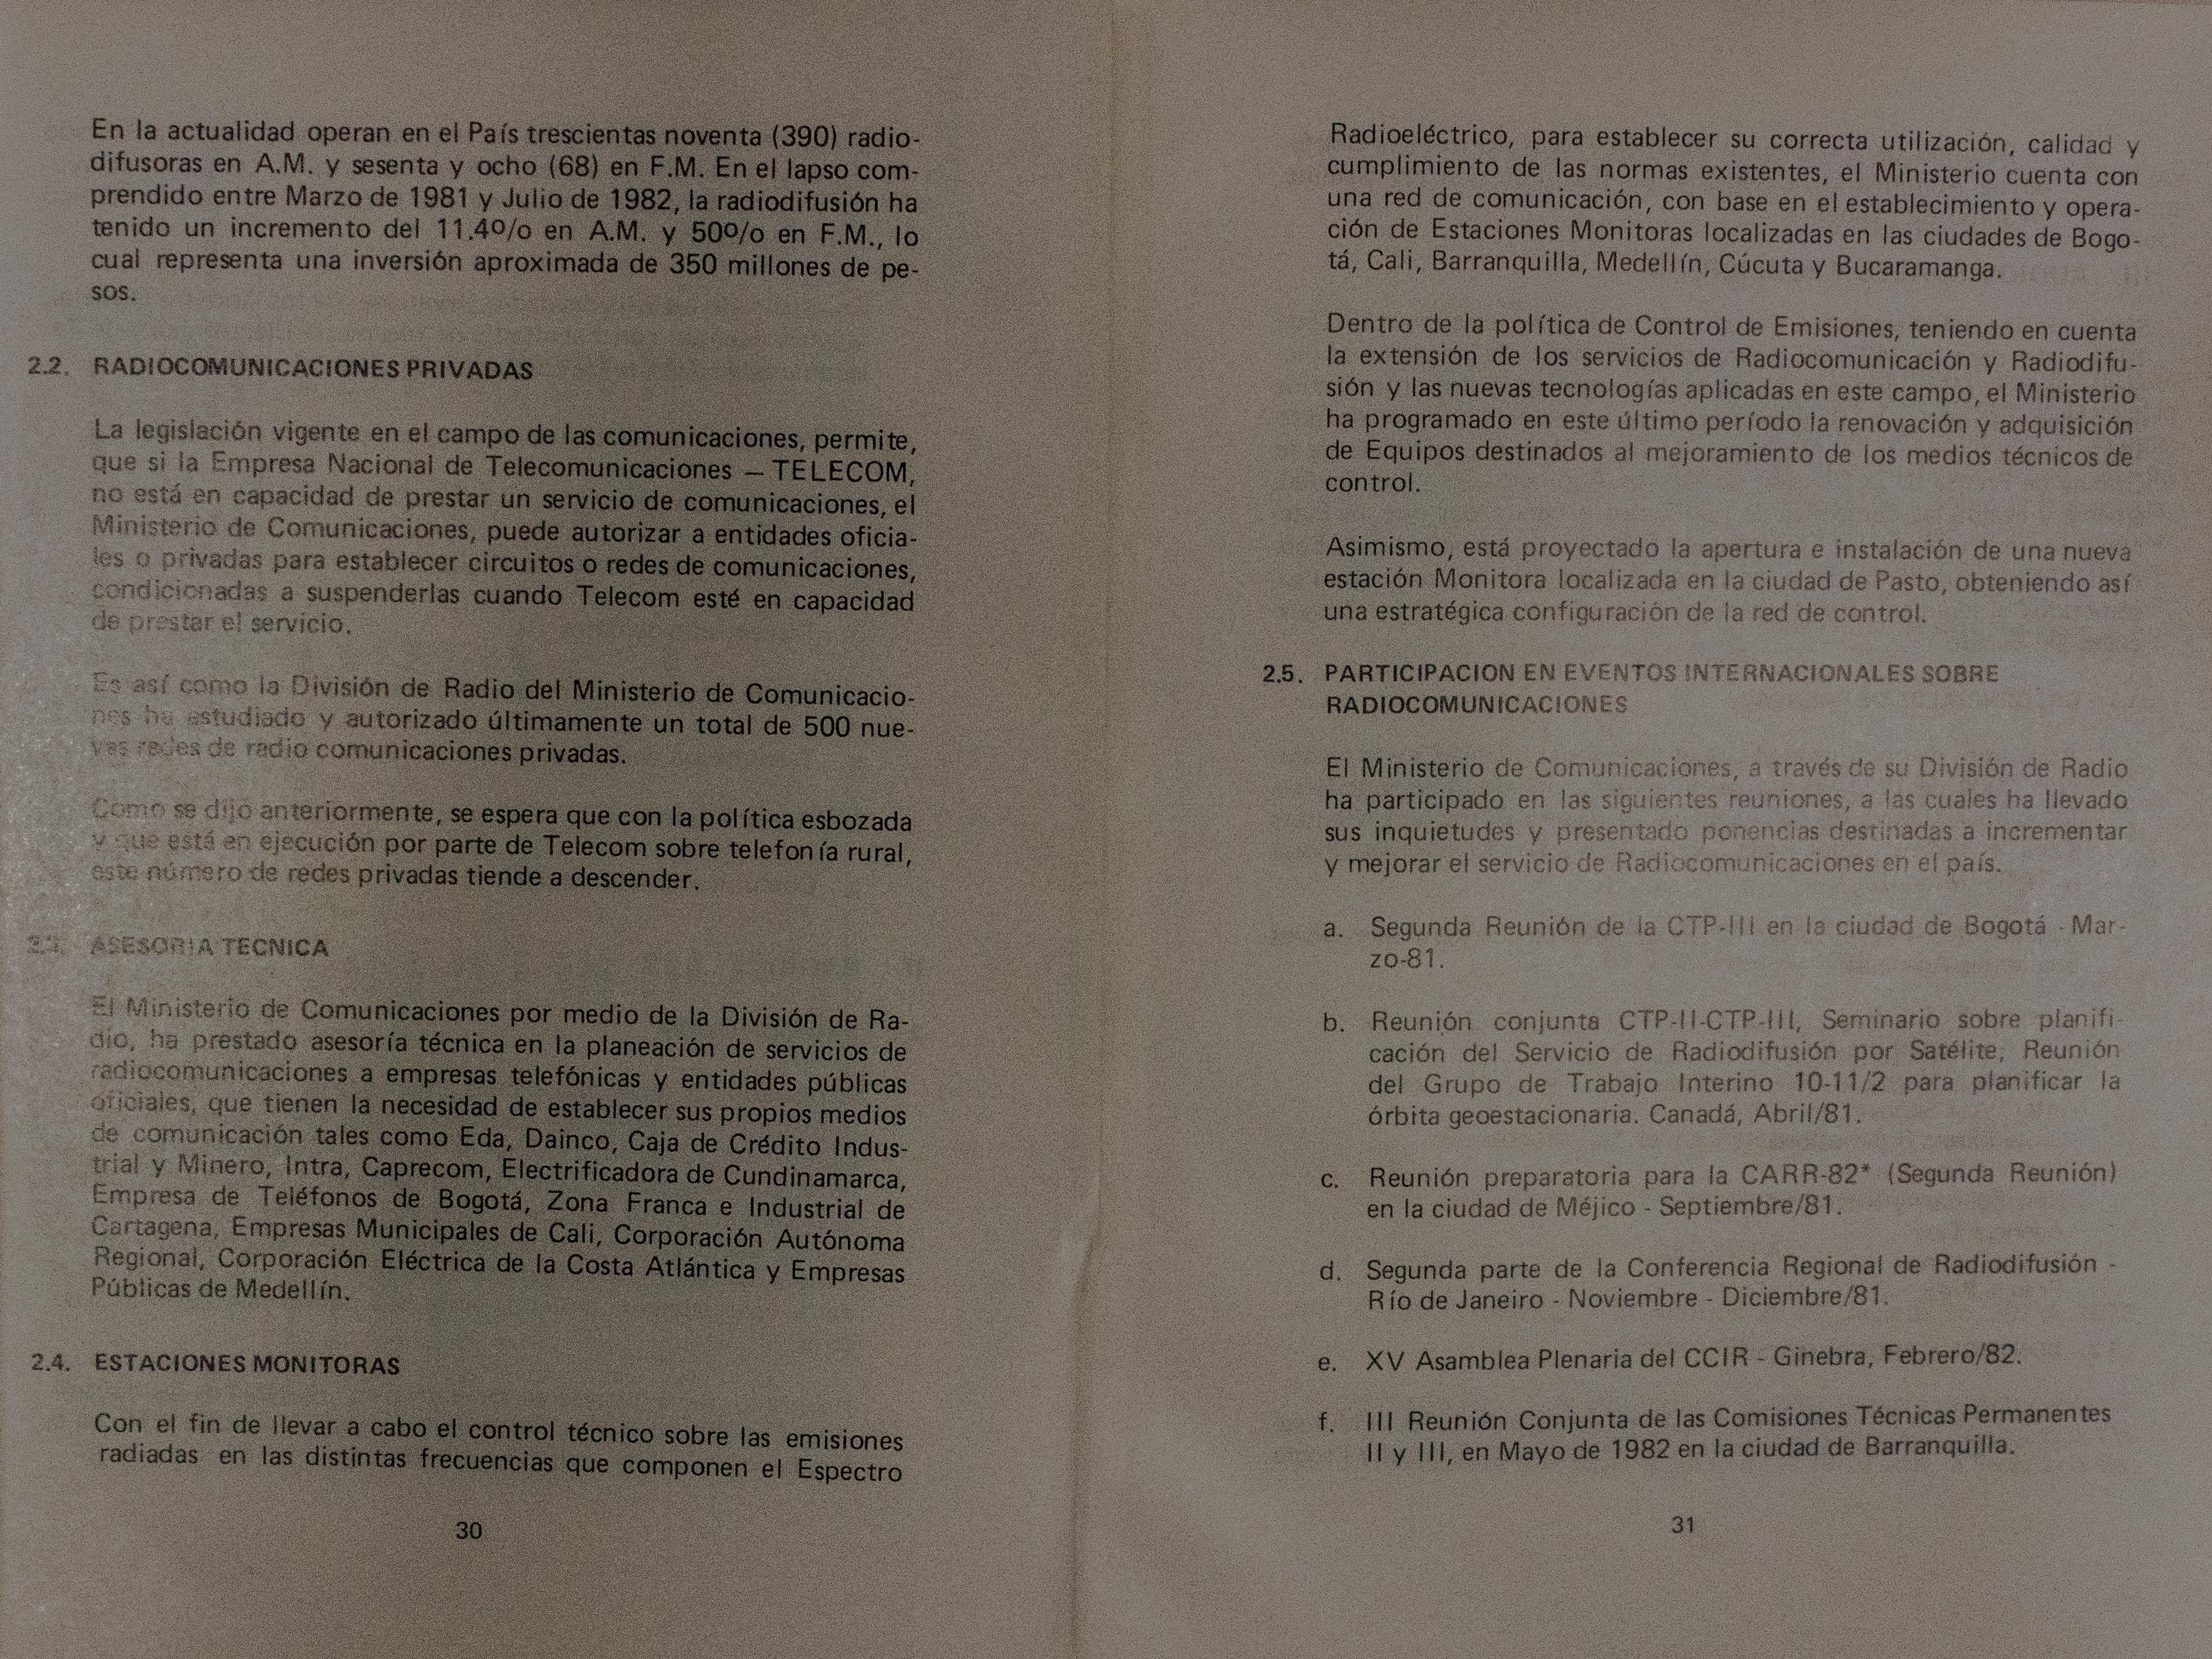 En la actualidad operan en el País trescientas noventa (390) radio-
difusoras en A.M. y sesenta y ocho (68) en F.M. En el lapso com-
prendido entre Marzo de 1981 y Julio de 1982, la radiodifusión ha
tenido un incremento del 11.4º/o en A.M. y 50º/o en F.M., lo
cual representa una inversión aproximada de 350 millones de pe-
sos.
2.2. RADIOCOMUNICACIONES PRIVADAS
La legislación vigente en el campo de las comunicaciones, permite,
que si la Empresa Nacional de Telecomunicaciones — TELECOM,
no está en capacidad de prestar un servicio de comunicaciones, el
Ministerio de Comunicaciones, puede autorizar a entidades oficia-
les o privadas para establecer circuitos o redes de comunicaciones,
condicionadas a suspenderlas cuando Telecom esté en capacidad
de prestar el servicio.
Es así como la División de Radio del Ministerio de Comunicacio-
nes ha estudiado y autorizado últimamente un total de 500 nue-
vas redes de radio comunicaciones privadas.
Como se dijo anteriormente, se espera que con la política esbozada
y que está en ejecución por parte de Telecom sobre telefonía rural,
este número de redes privadas tiende a descender.
2.3. ASESORIA TECNICA
El Ministerio de Comunicaciones por medio de la División de Ra-
dio, ha prestado asesoría técnica en la planeación de servicios de
radiocomunicaciones a empresas telefónicas y entidades públicas
oficiales, que tienen la necesidad de establecer sus propios medios
de comunicación tales como Eda, Dainco, Caja de Crédito Indus-
trial y Minero, Intra, Caprecom, Electrificadora de Cundinamarca,
Empresa de Teléfonos de Bogotá, Zona Franca e Industrial de
Cartagena, Empresas Municipales de Cali, Corporación Autónoma
Regional, Corporación Eléctrica de la Costa Atlántica y Empresas
Públicas de Medellín.
2.4. ESTACIONES MONITORAS
Con el fin de llevar a cabo el control técnico sobre las emisiones
radiadas en las distintas frecuencias que componen el Espectro
30
Radioeléctrico, para establecer su correcta utilización, calidad y
cumplimiento de las normas existentes, el Ministerio cuenta con
una red de comunicación, con base en el establecimiento y opera-
ción de Estaciones Monitoras localizadas en las ciudades de Bogo-
tá, Cali, Barranquilla, Medellín, Cúcuta y Bucaramanga.
Dentro de la política de Control de Emisiones, teniendo en cuenta
la extensión de los servicios de Radiocomunicación y Radiodifu-
sión y las nuevas tecnologías aplicadas en este campo, el Ministerio
ha programado en este último período la renovación y adquisición
de Equipos destinados al mejoramiento de los medios técnicos de
control.
Asimismo, está proyectado la apertura e instalación de una nueva
estación Monitora localizada en la ciudad de Pasto, obteniendo así
una estratégica configuración de la red de control.
2.5. PARTICIPACION EN EVENTOS INTERNACIONALES SOBRE
RADIOCOMUNICACIONES
El Ministerio de Comunicaciones, a través de su División de Radio
ha participado en las siguientes reuniones, a las cuales ha llevado
sus inquietudes y presentado ponencias destinadas a incrementar
y mejorar el servicio de Radiocomunicaciones en el país.
a. Segunda Reunión de la CTP-III en la ciudad de Bogotá - Mar-
zo-81.
b. Reunión conjunta CTP-II-CTP-III, Seminario sobre planifi-
cación del Servicio de Radiodifusión por Satélite; Reunión
del Grupo de Trabajo Interino 10-11/2 para planificar la
órbita geoestacionaria. Canadá, Abril/81.
c. Reunión preparatoria para la CARR-82* (Segunda Reunión)
en la ciudad de Méjico - Septiembre/81.
d. Segunda parte de la Conferencia Regional de Radiodifusión -
Río de Janeiro - Noviembre - Diciembre/81.
e. XV Asamblea Plenaria del CCIR - Ginebra, Febrero/82.
f. III Reunión Conjunta de las Comisiones Técnicas Permanentes
II y III, en Mayo de 1982 en la ciudad de Barranquilla.
31